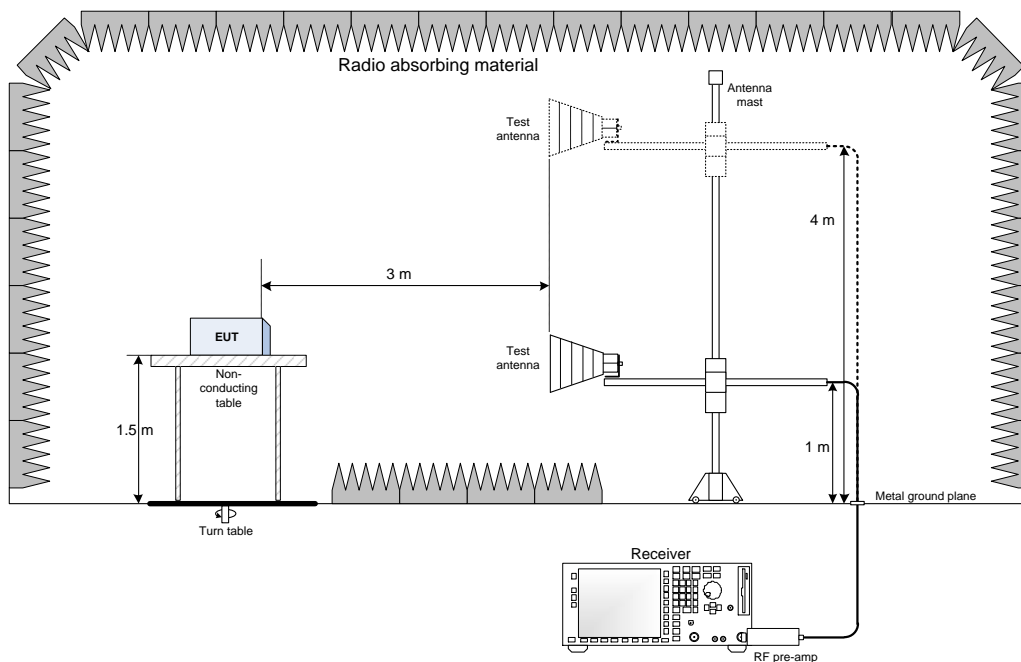 Radio absorbing material
Antenna
mast
Test
antenna
4 m
3 m
EUT
Test
antenna
Non-
conducting
table
1.5 m
1 m
Metal ground plane
Turn table
Receiver
RF pre-amp